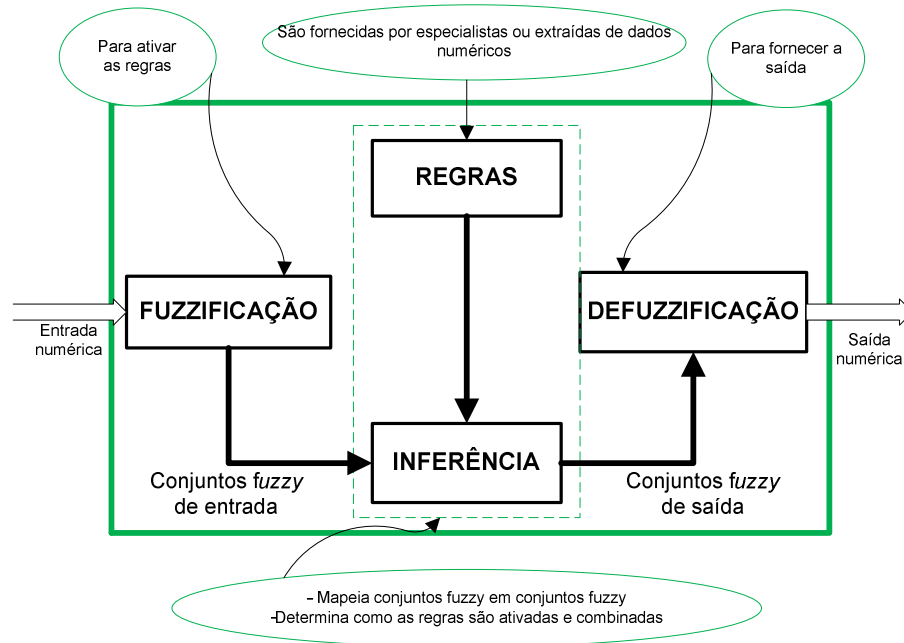 Para ativar
as regras
São fornecidas por especialistas ou extraídas de dados
numéricos
Para fornecer a
saída
REGRAS
FUZZIFICAÇÃO
DEFUZZIFICAÇÃO
Entrada
numérica
Saída
numérica
INFERÊNCIA
Conjuntos fuzzy
de entrada
Conjuntos fuzzy
de saída
- Mapeia conjuntos fuzzy em conjuntos fuzzy
-Determina como as regras são ativadas e combinadas